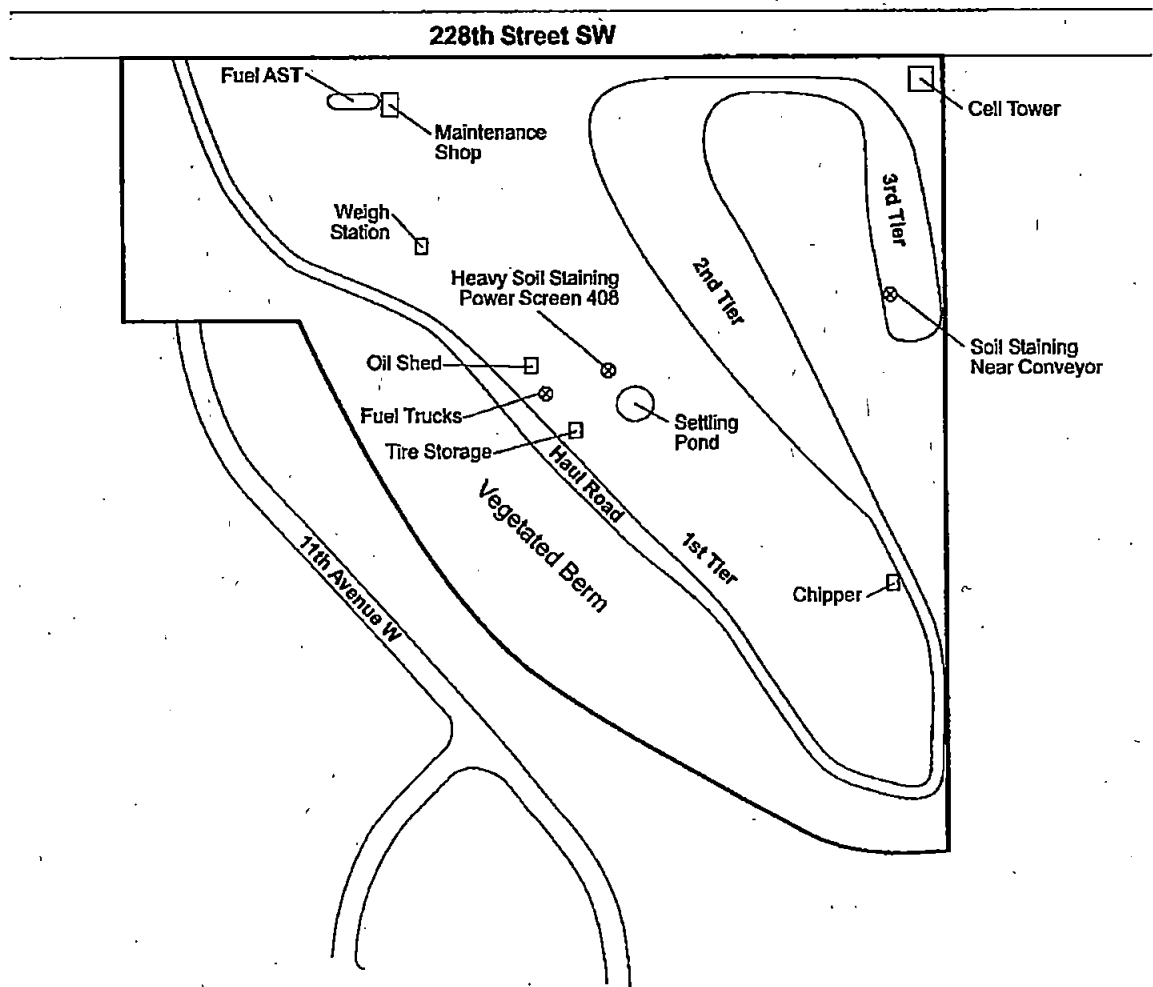 228th Street SW
Fuel AST
Maintenance
Shop
Cell Tower
Weigh
Station
3rd Tier
2nd Tier
Heavy Soil Staining
Power Screen 408
Soil Staining
Near Conveyor
Oil Shed
Fuel Trucks
Tire Storage
Settling
Pond
Haul Road
Vegetated Berm
1st Tier
11th Avenue W
Chipper